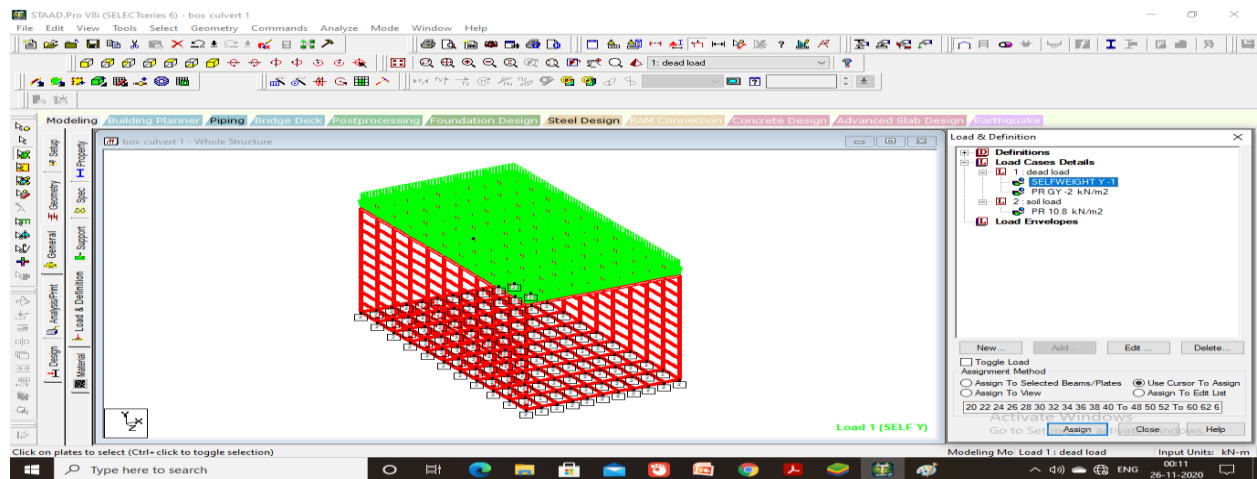 STAAD.Pro V8i (SELECTseries 6) - box culvert 1
File Edit View Tools Select Geometry Commands Analyze Mode Window Help
1: dead load
Modeling Building Planner Piping Bridge Deck Postprocessing Foundation Design Steel Design RAM Connection Concrete Design Advanced Slab Design Earthquake
Setup
Geometry
General
Analysis/Print
Design
Property
Spec
Support
Load & Definition
Material
box culvert 1 - Whole Structure
Y
X
Z
Load 1 (SELF Y)
Load & Definition
Definitions
Load Cases Details
1 : dead load
SELFWEIGHT Y -1
PR GY -2 kN/m2
2 : soil load
PR 10.8 kN/m2
Load Envelopes
New... Add... Edit ... Delete...
Toggle Load
Assignment Method
Assign To Selected Beams/Plates Use Cursor To Assign
Assign To View Assign To Edit List
20 22 24 26 28 30 32 34 36 38 40 To 48 50 52 To 60 62 6
Activate Windows
Assign Close Help
Click on plates to select (Ctrl+click to toggle selection)
Modeling Mo Load 1 : dead load Input Units: kN-m
Type here to search
ENG
00:11
26-11-2020